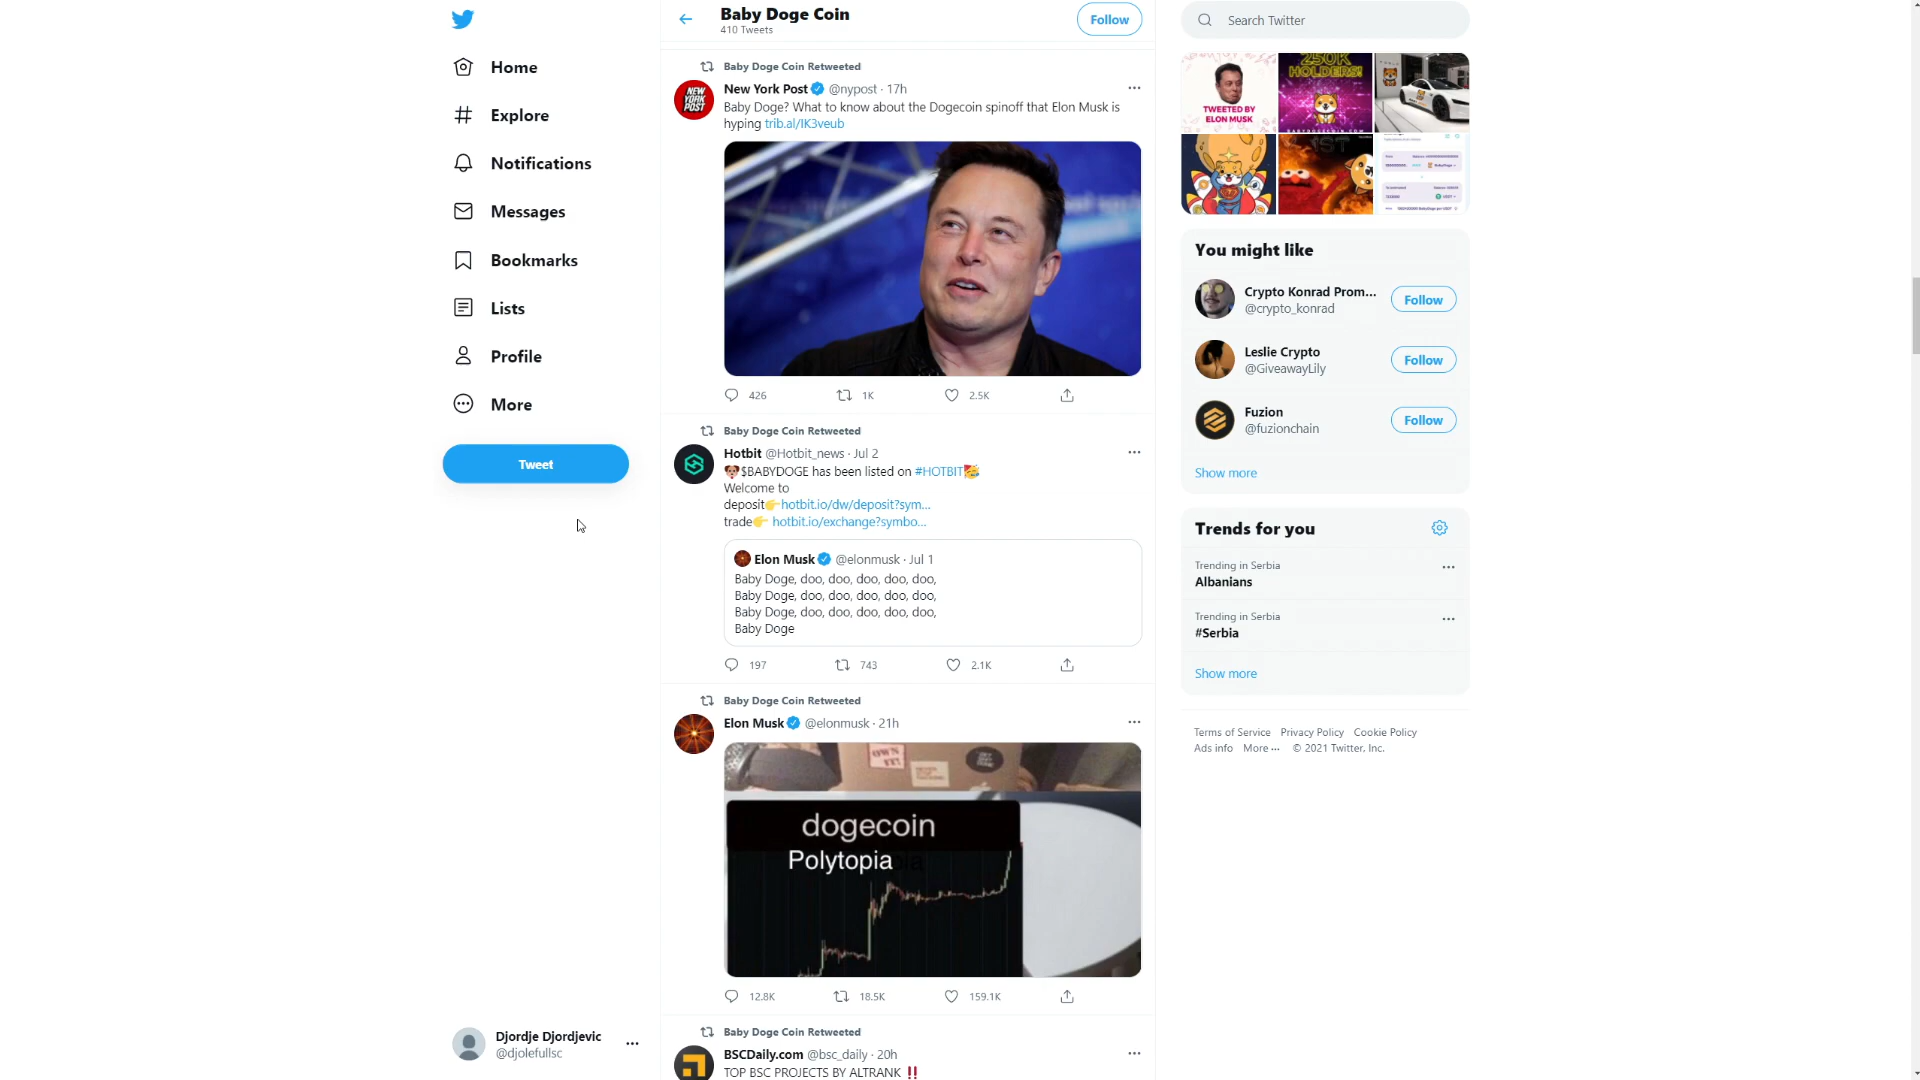 Home
Explore
Notifications
Messages
Bookmarks
Lists
Profile
More
Tweet
Djordje Djordjevic
@djolefullsc
Baby Doge Coin
410 Tweets
Follow
Baby Doge Coin Retweeted
New York Post @nypost · 17h
NEW YORK POST
Baby Doge? What to know about the Dogecoin spinoff that Elon Musk is
hyping trib.al/IK3veub
426 1K 2.5K
Baby Doge Coin Retweeted
Hotbit @Hotbit_news · Jul 2
🐶$BABYDOGE has been listed on #HOTBIT🥳
Welcome to
deposit👉hotbit.io/dw/deposit?sym...
trade👉 hotbit.io/exchange?symbo...
Elon Musk @elonmusk · Jul 1
Baby Doge, doo, doo, doo, doo, doo,
Baby Doge, doo, doo, doo, doo, doo,
Baby Doge, doo, doo, doo, doo, doo,
Baby Doge
197 743 2.1K
Baby Doge Coin Retweeted
Elon Musk @elonmusk · 21h
dogecoin
Polytopia
12.8K 18.5K 159.1K
Baby Doge Coin Retweeted
BSCDaily.com @bsc_daily · 20h
TOP BSC PROJECTS BY ALTRANK ‼️
Search Twitter
TWEETED BY
ELON MUSK
250K
HOLDERS!
BABYDOGECOIN.COM
1ST
You might like
Crypto Konrad Prom...
@crypto_konrad
Follow
Leslie Crypto
@GiveawayLily
Follow
Fuzion
@fuzionchain
Follow
Show more
Trends for you
Trending in Serbia
Albanians
Trending in Serbia
#Serbia
Show more
Terms of Service Privacy Policy Cookie Policy
Ads info More ··· © 2021 Twitter, Inc.